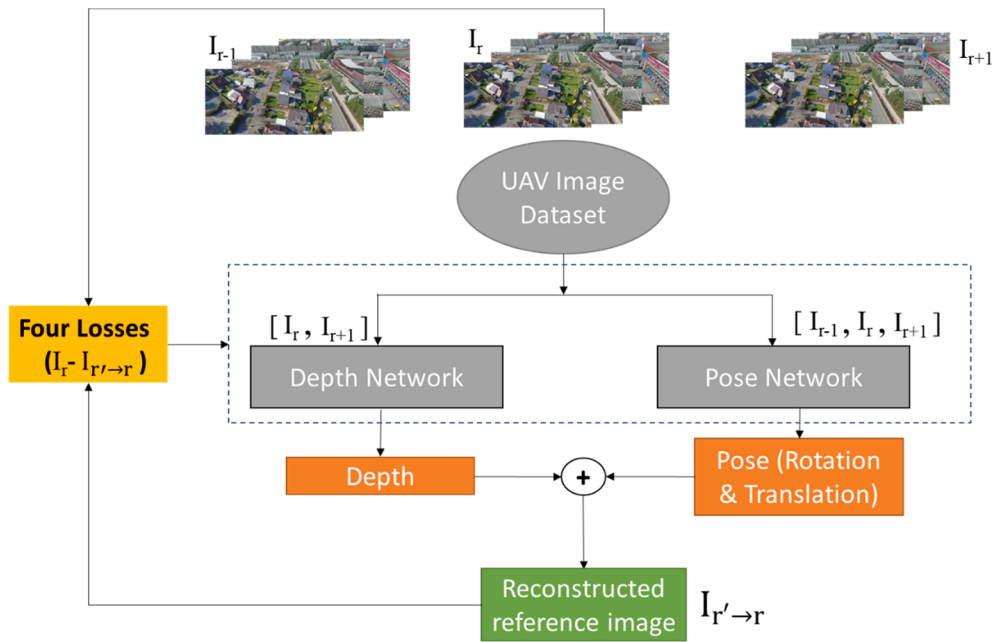 I_{r-1}
I_r
I_{r+1}
UAV Image
Dataset
[ I_r , I_{r+1} ]
[ I_{r-1}, I_r , I_{r+1} ]
Four Losses
(I_r- I_{r′→r} )
Depth Network
Pose Network
Depth
+
Pose (Rotation
& Translation)
Reconstructed
reference image
I_{r′→r}